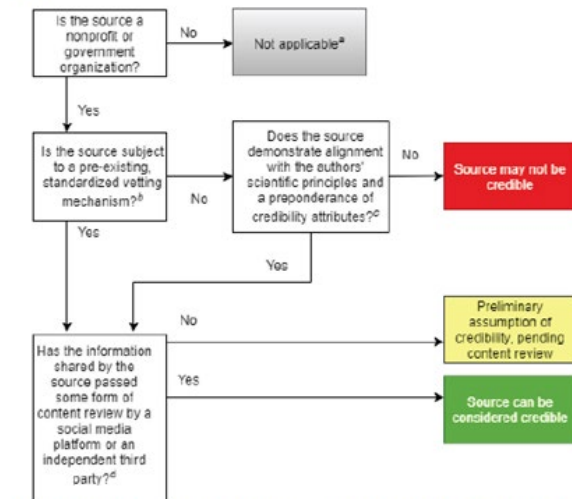 Is the source a
nonprofit or
government
organization?
No
Not applicable^a
Yes
Is the source subject
to a pre-existing,
standardized vetting
mechanism?^b
No
Does the source
demonstrate alignment
with the authors'
scientific principles and
a preponderance of
credibility attributes?^c
No
Source may not be
credible
Yes
Yes
Has the information
shared by the
source passed
some form of
content review by a
social media
platform or an
independent third
party?^d
No
Preliminary
assumption of
credibility, pending
content review
Yes
Source can be
considered credible